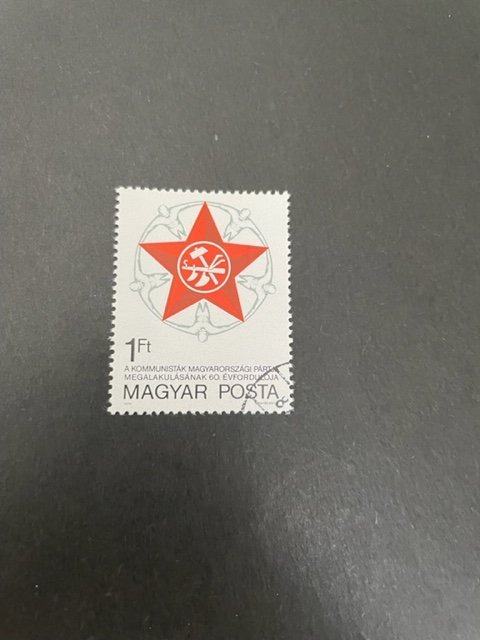 1Ft
A KOMMUNISTÁK MAGYARORSZÁGI PÁRTJA
MEGALAKULÁSÁNAK 60. ÉVFORDULÓJA
MAGYAR POSTA